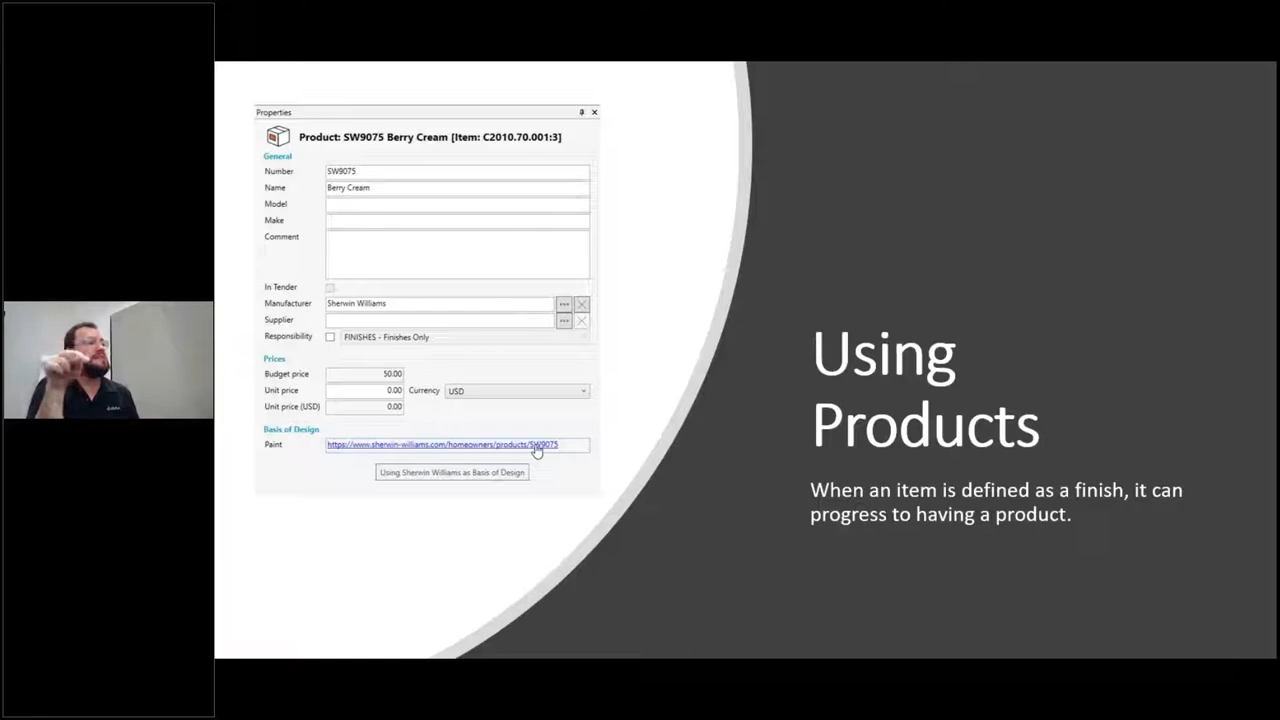 Properties
Product: SW9075 Berry Cream [Item: C2010.70.001:3]
General
Number SW9075
Name Berry Cream
Model
Make
Comment
In Tender
Manufacturer Sherwin Williams ...
Supplier ...
Responsibility FINISHES - Finishes Only
Prices
Budget price 50.00
Unit price 0.00 Currency USD
Unit price (USD) 0.00
Basis of Design
Paint https://www.sherwin-williams.com/homeowners/products/SW9075
Using Sherwin Williams as Basis of Design
Using
Products
When an item is defined as a finish, it can
progress to having a product.